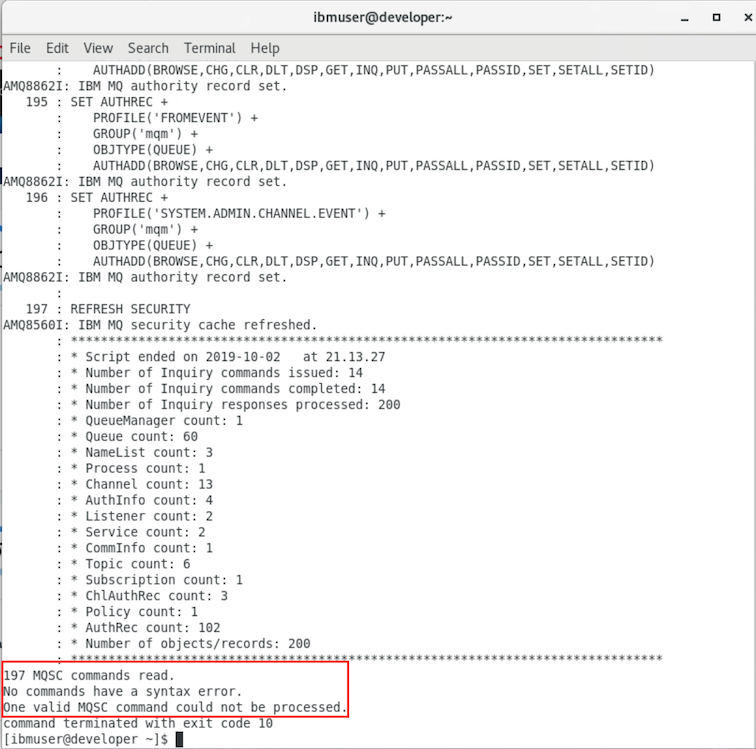 ibmuser@developer:~
File Edit View Search Terminal Help
: AUTHADD(BROWSE,CHG,CLR,DLT,DSP,GET,INQ,PUT,PASSALL,PASSID,SET,SETALL,SETID)
AMQ8862I: IBM MQ authority record set.
195 : SET AUTHREC +
: PROFILE('FROMEVENT') +
: GROUP('mqm') +
: OBJTYPE(QUEUE) +
: AUTHADD(BROWSE,CHG,CLR,DLT,DSP,GET,INQ,PUT,PASSALL,PASSID,SET,SETALL,SETID)
AMQ8862I: IBM MQ authority record set.
196 : SET AUTHREC +
: PROFILE('SYSTEM.ADMIN.CHANNEL.EVENT') +
: GROUP('mqm') +
: OBJTYPE(QUEUE) +
: AUTHADD(BROWSE,CHG,CLR,DLT,DSP,GET,INQ,PUT,PASSALL,PASSID,SET,SETALL,SETID)
AMQ8862I: IBM MQ authority record set.
:
197 : REFRESH SECURITY
AMQ8560I: IBM MQ security cache refreshed.
: *******************************************************************************
: * Script ended on 2019-10-02   at 21.13.27
: * Number of Inquiry commands issued: 14
: * Number of Inquiry commands completed: 14
: * Number of Inquiry responses processed: 200
: * QueueManager count: 1
: * Queue count: 60
: * NameList count: 3
: * Process count: 1
: * Channel count: 13
: * AuthInfo count: 4
: * Listener count: 2
: * Service count: 2
: * CommInfo count: 1
: * Topic count: 6
: * Subscription count: 1
: * ChlAuthRec count: 3
: * Policy count: 1
: * AuthRec count: 102
: * Number of objects/records: 200
: *******************************************************************************
197 MQSC commands read.
No commands have a syntax error.
One valid MQSC command could not be processed.
command terminated with exit code 10
[ibmuser@developer ~]$